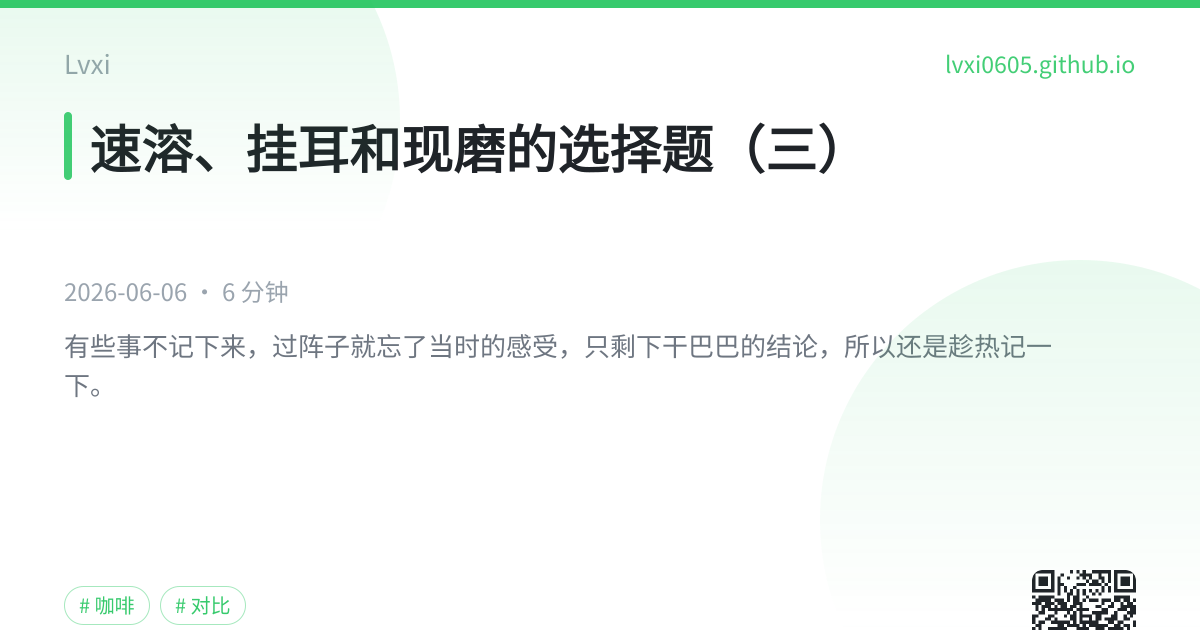 Lvxi
lvxi0605.github.io
速溶、挂耳和现磨的选择题（三）
2026-06-06 · 6 分钟
有些事不记下来，过阵子就忘了当时的感受，只剩下干巴巴的结论，所以还是趁热记一
下。
# 咖啡
# 对比